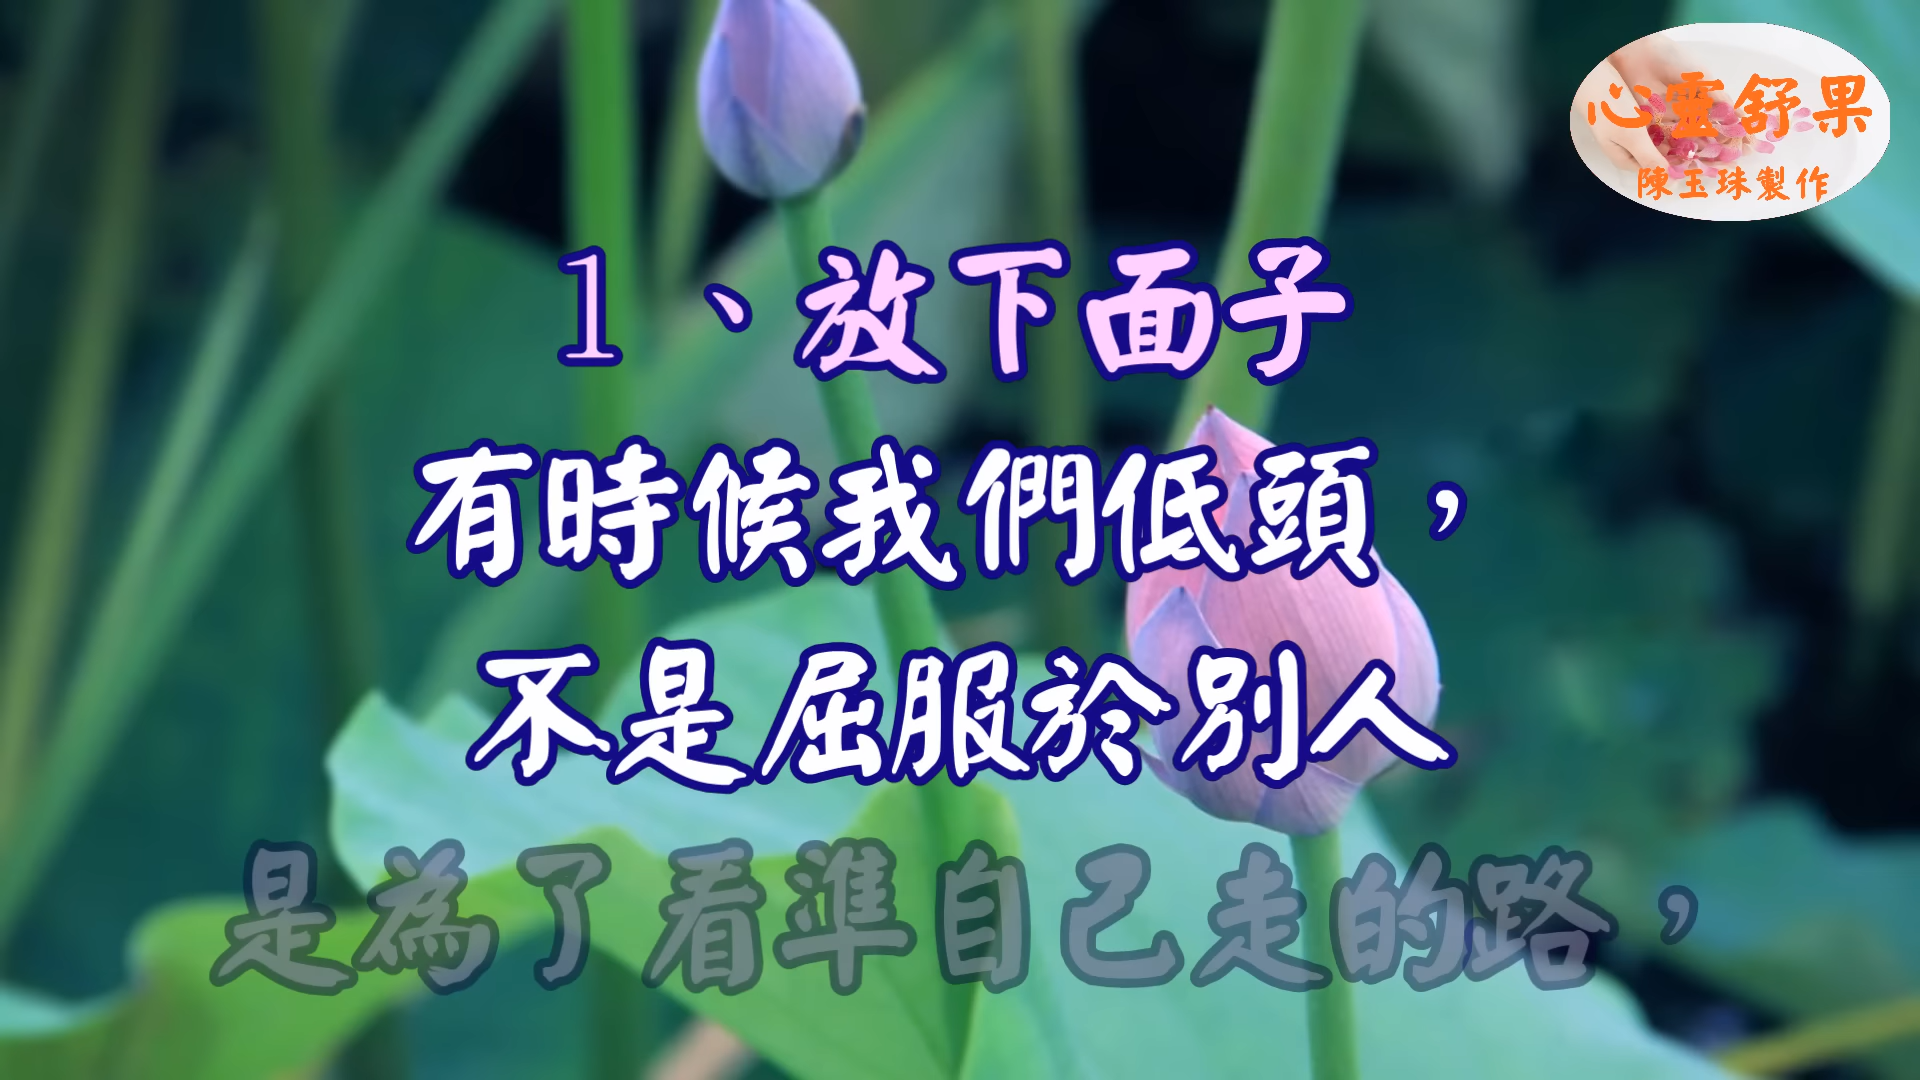 心靈舒果
陳玉珠製作
1、放下面子
有時候我們低頭，
不是屈服於別人
是為了看準自己走的路，